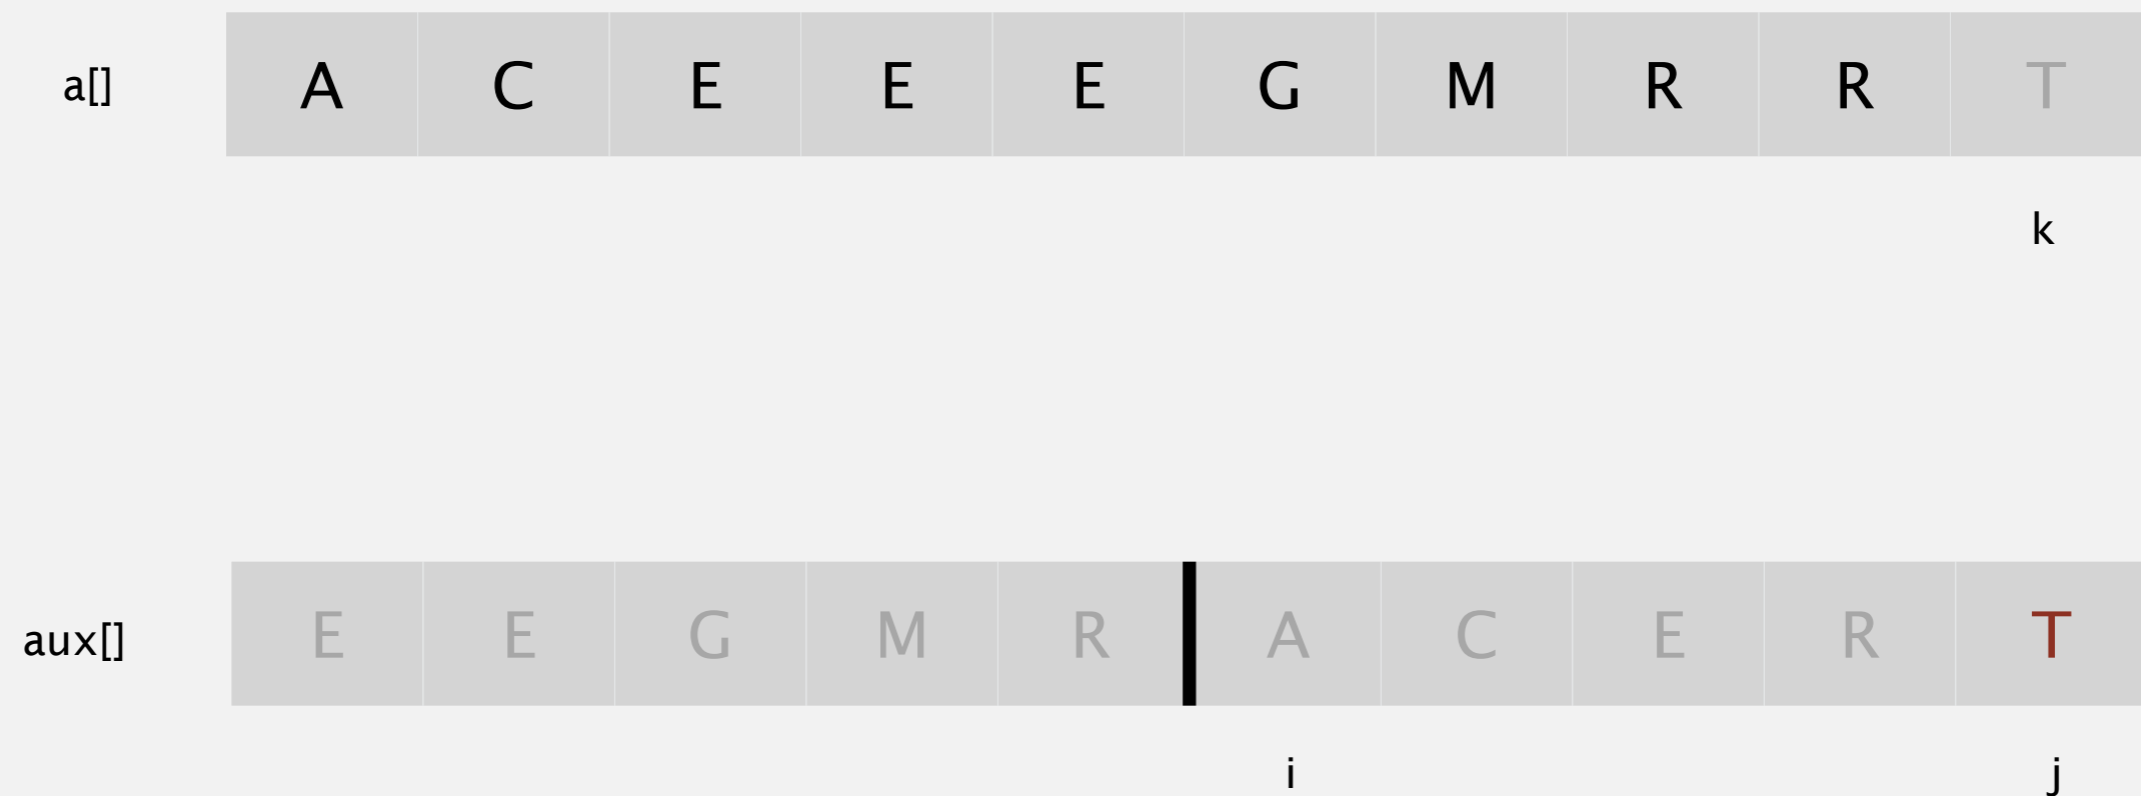 a[] A C E E E G M R R T
k
aux[] E E G M R A C E R T
i j